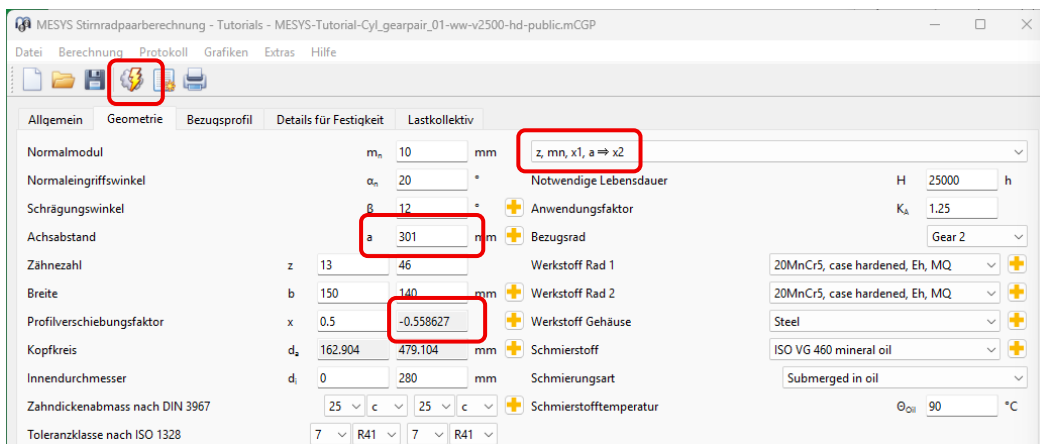 MESYS Stirnradpaarberechnung - Tutorials - MESYS-Tutorial-Cyl_gearpair_01-ww-v2500-hd-public.mCGP
Datei Berechnung Protokoll Grafiken Extras Hilfe
Allgemein Geometrie Bezugsprofil Details für Festigkeit Lastkollektiv
Normalmodul mₙ 10 mm z, mn, x1, a ⇒ x2
Normaleingriffswinkel αₙ 20 ° Notwendige Lebensdauer H 25000 h
Schrägungswinkel β 12 ° Anwendungsfaktor K_A 1.25
Achsabstand a 301 mm Bezugsrad Gear 2
Zähnezahl z 13 46 Werkstoff Rad 1 20MnCr5, case hardened, Eh, MQ
Breite b 150 140 mm Werkstoff Rad 2 20MnCr5, case hardened, Eh, MQ
Profilverschiebungsfaktor x 0.5 -0.558627 Werkstoff Gehäuse Steel
Kopfkreis dₐ 162.904 479.104 mm Schmierstoff ISO VG 460 mineral oil
Innendurchmesser dᵢ 0 280 mm Schmierungsart Submerged in oil
Zahndickenabmass nach DIN 3967 25 c 25 c Schmierstofftemperatur Θ_Oil 90 °C
Toleranzklasse nach ISO 1328 7 R41 7 R41